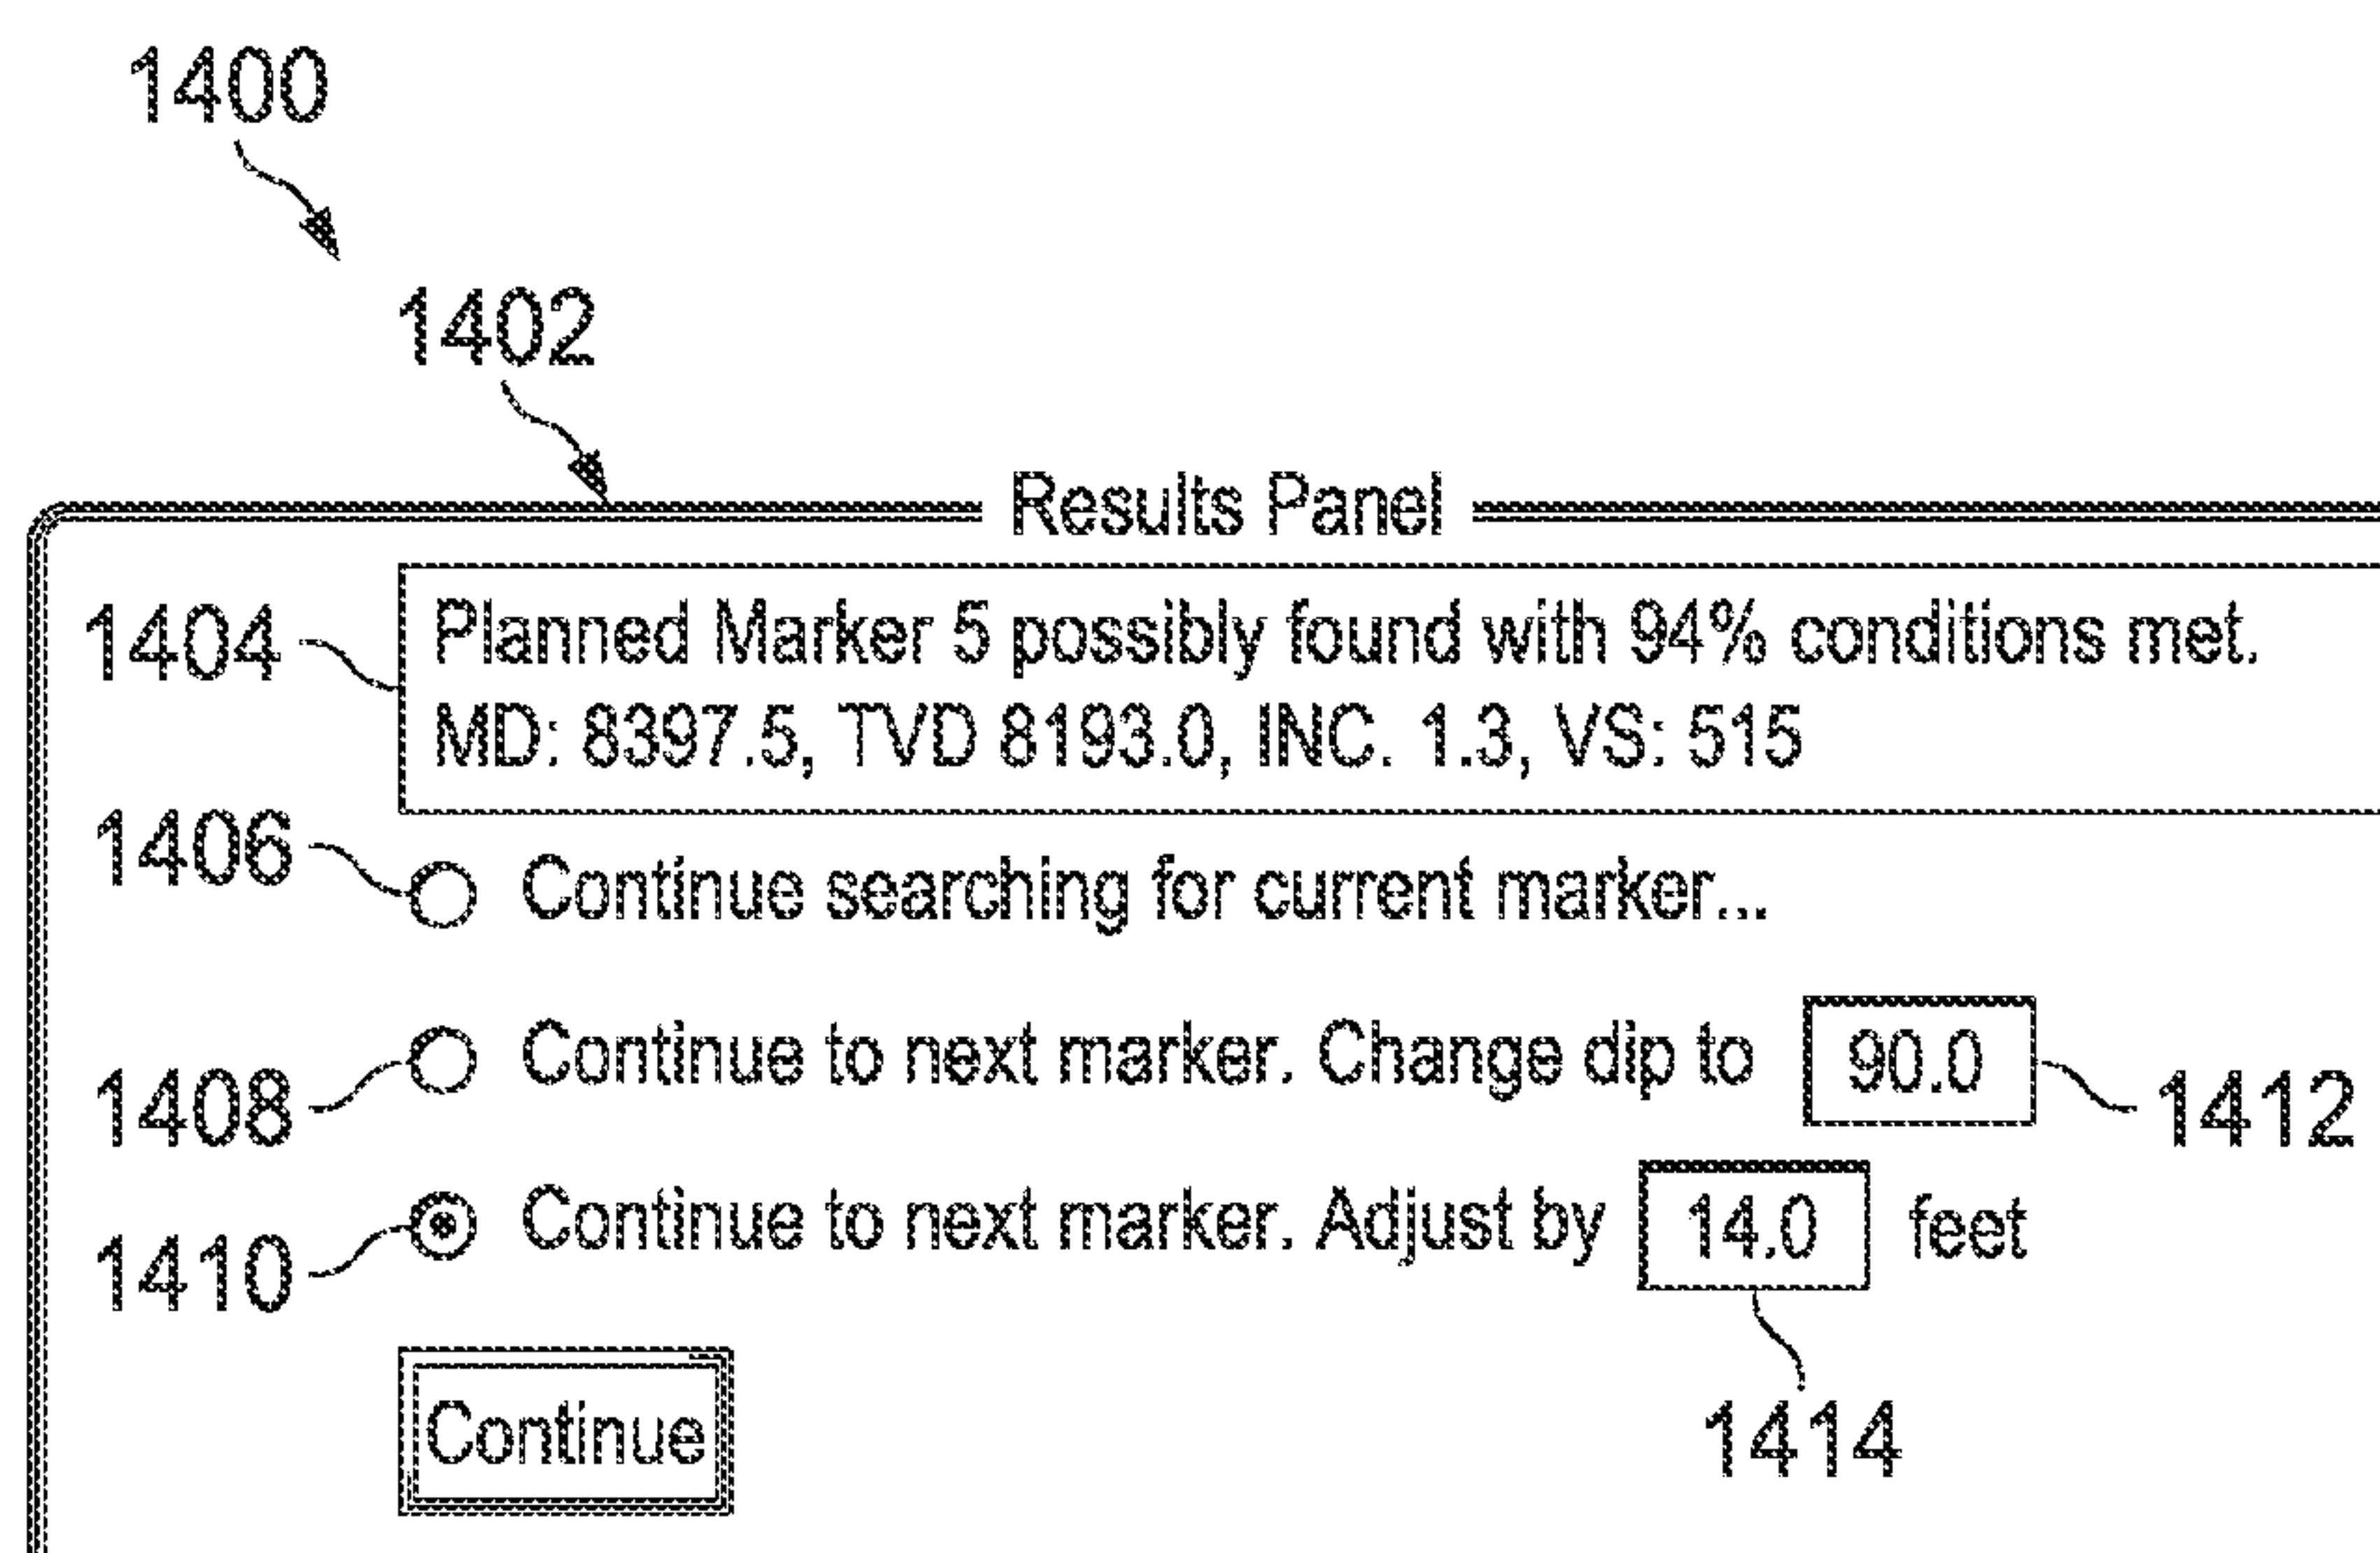 1400
1402
Results Panel
1404
Planned Marker 5 possibly found with 94% conditions met.
MD: 8397.5, TVD 8193.0, INC. 1.3, VS: 515
1406
Continue searching for current marker...
1408
Continue to next marker. Change dip to 90.0
1412
1410
Continue to next marker. Adjust by 14.0 feet
1414
Continue